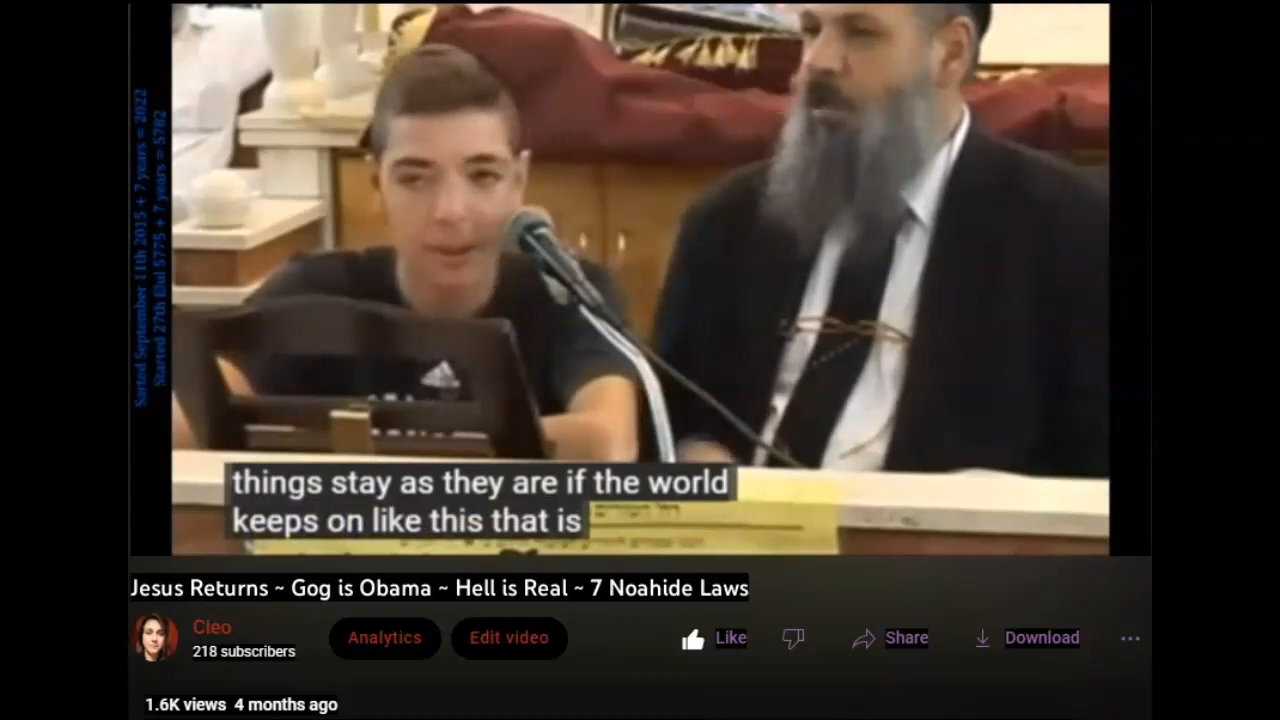 Sarted September 11th 2015 + 7 years = 2022
Started 27th Elul 5775 + 7 years = 5782
things stay as they are if the world
keeps on like this that is
Jesus Returns ~ Gog is Obama ~ Hell is Real ~ 7 Noahide Laws
Cleo
218 subscribers
Analytics
Edit video
Like
Share
Download
1.6K views 4 months ago